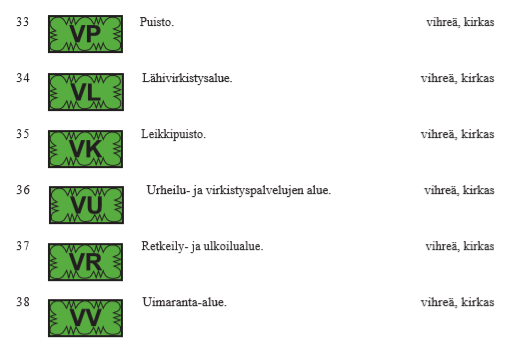 33 VP Puisto. vihreä, kirkas
34 VL Lähivirkistysalue. vihreä, kirkas
35 VK Leikkipuisto. vihreä, kirkas
36 VU Urheilu- ja virkistyspalvelujen alue. vihreä, kirkas
37 VR Retkeily- ja ulkoilualue. vihreä, kirkas
38 VV Uimaranta-alue. vihreä, kirkas